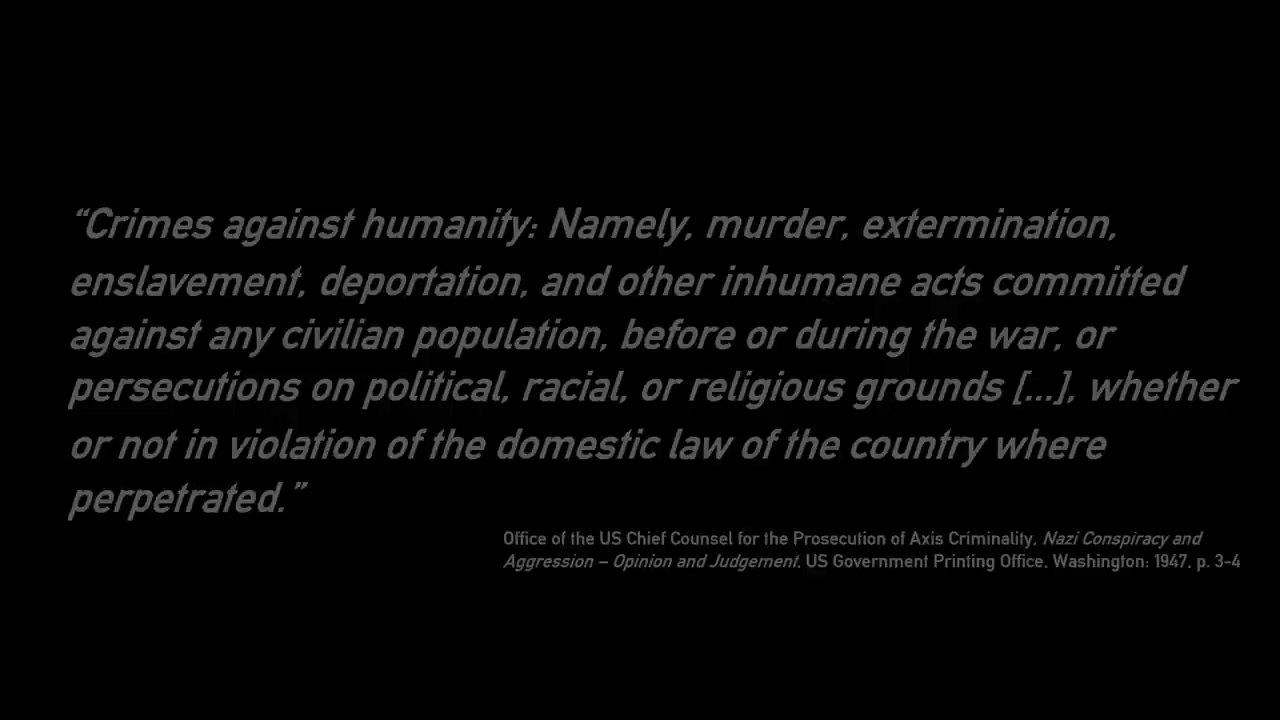 “Crimes against humanity: Namely, murder, extermination,
enslavement, deportation, and other inhumane acts committed
against any civilian population, before or during the war, or
persecutions on political, racial, or religious grounds [...], whether
or not in violation of the domestic law of the country where
perpetrated.”
Office of the US Chief Counsel for the Prosecution of Axis Criminality, Nazi Conspiracy and
Aggression – Opinion and Judgement, US Government Printing Office, Washington: 1947, p. 3-4